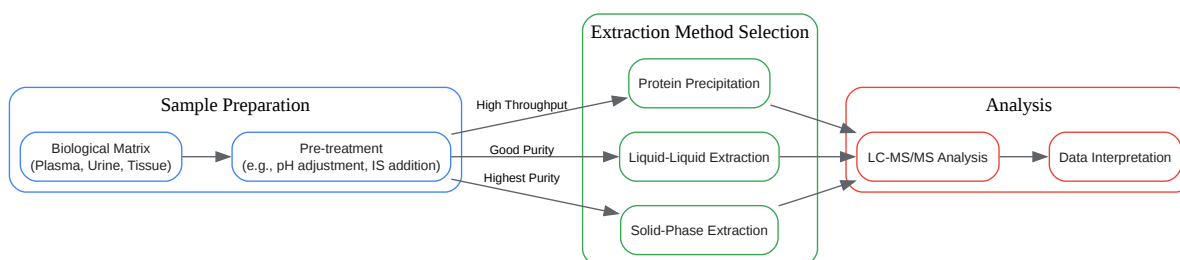 Sample Preparation
Biological Matrix
(Plasma, Urine, Tissue)
Pre-treatment
(e.g., pH adjustment, IS addition)
High Throughput
Good Purity
Highest Purity
Extraction Method Selection
Protein Precipitation
Liquid-Liquid Extraction
Solid-Phase Extraction
Analysis
LC-MS/MS Analysis
Data Interpretation